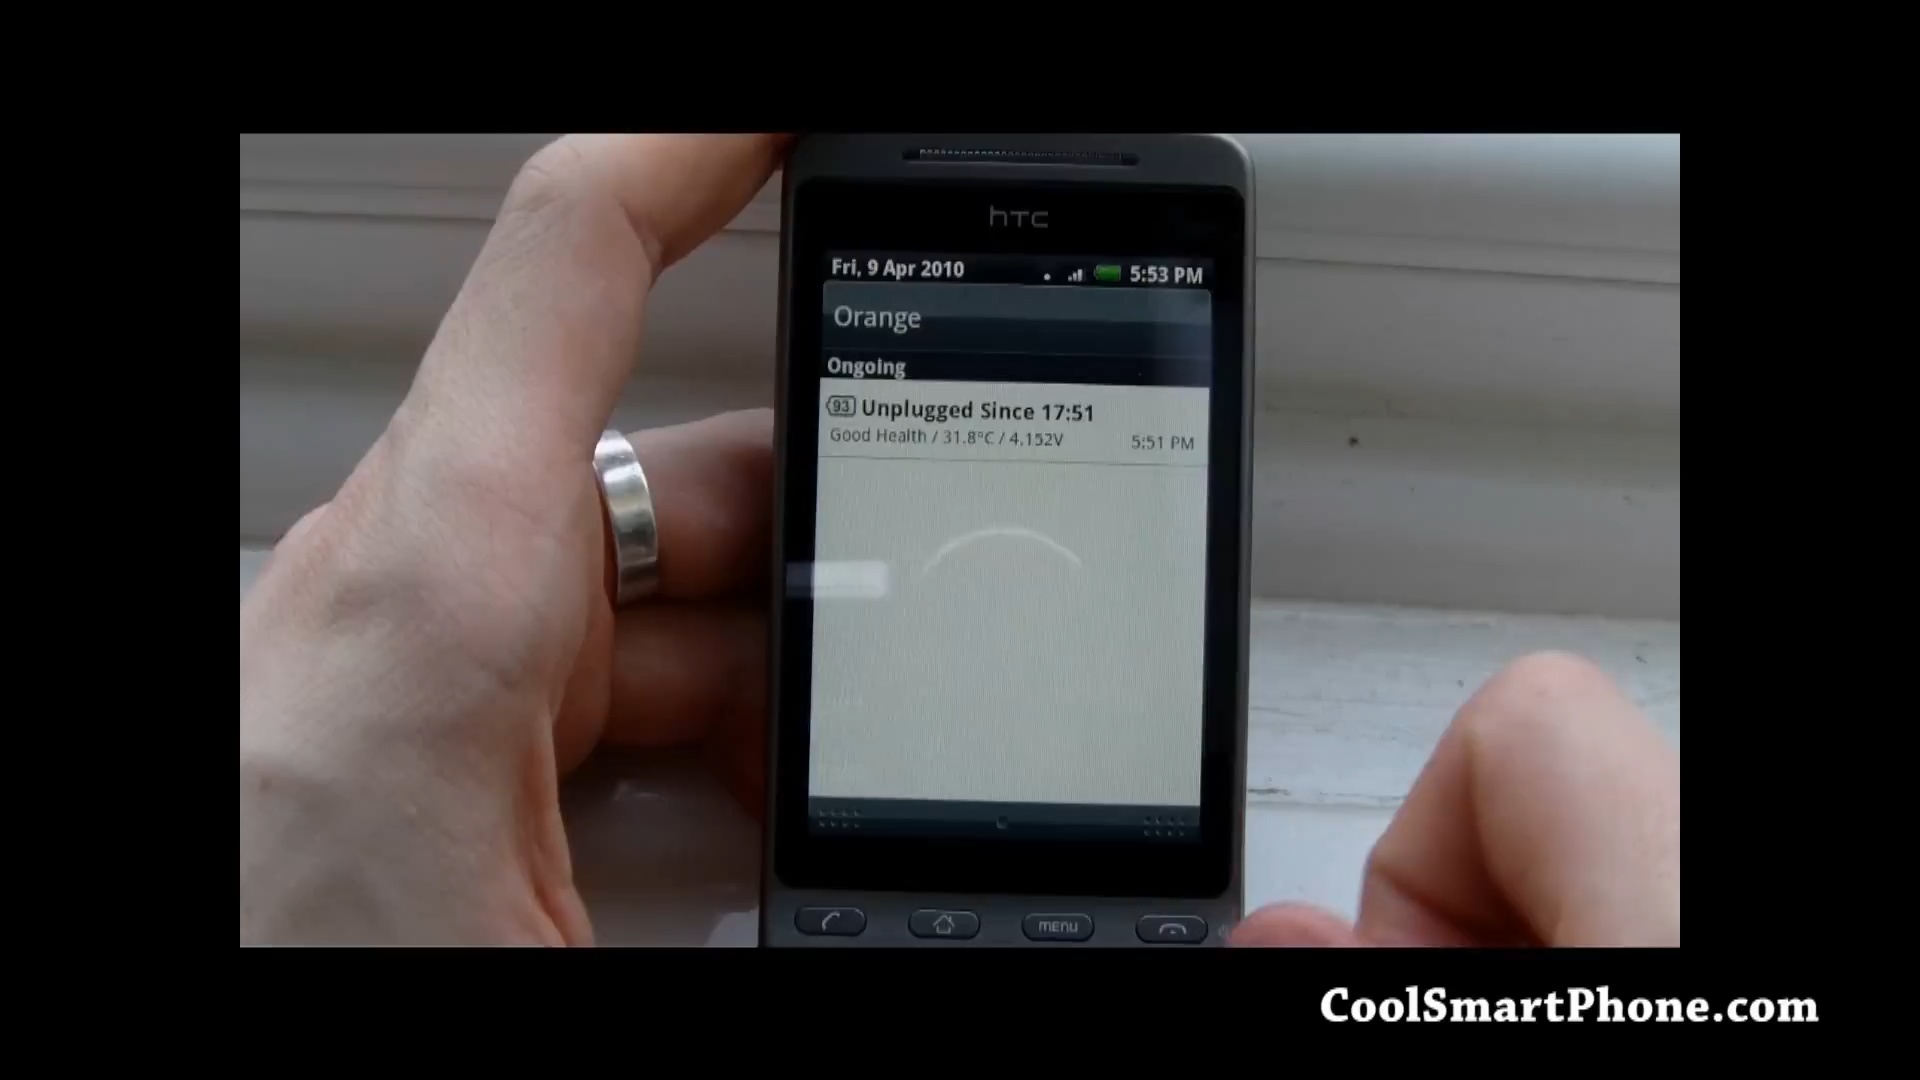 hTC
Fri, 9 Apr 2010 5:53 PM
Orange
Ongoing
93 Unplugged Since 17:51
Good Health / 31.8°C / 4.152V 5:51 PM
MENU
CoolSmartPhone.com